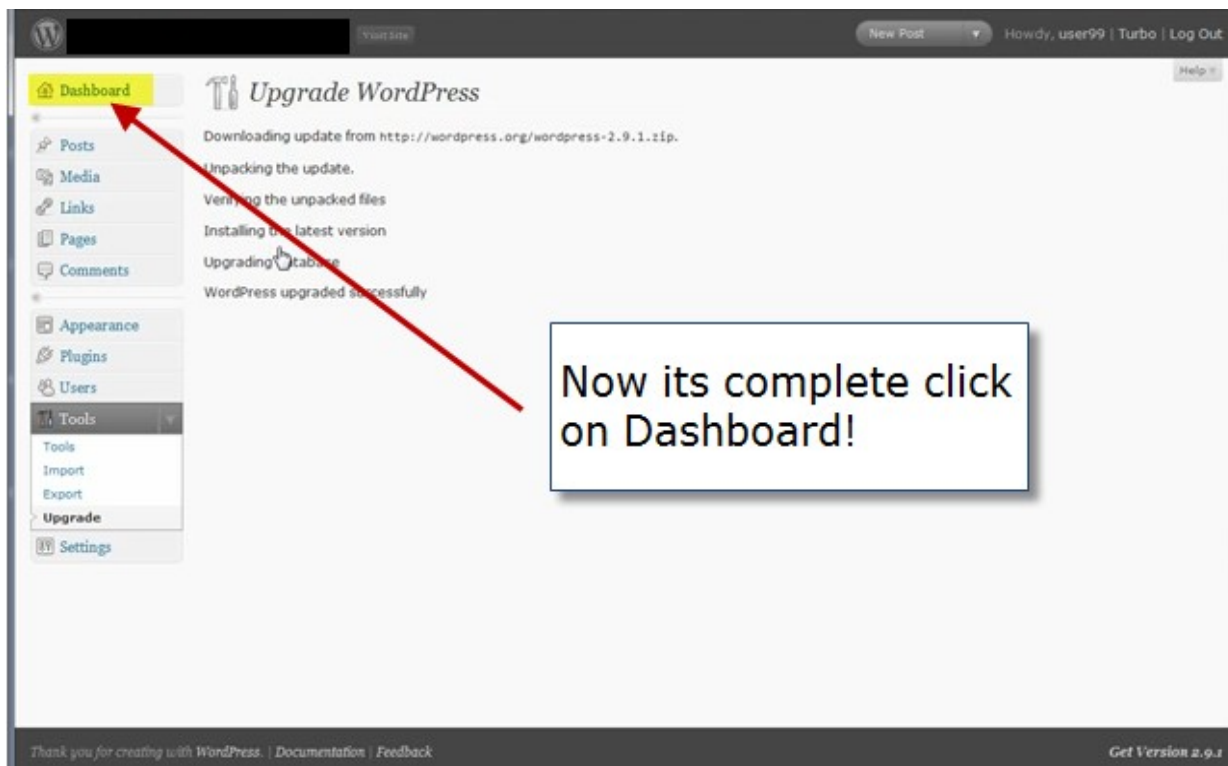 Visit Site
New Post
Howdy, user99 | Turbo | Log Out
Help
Dashboard
Upgrade WordPress
Downloading update from http://wordpress.org/wordpress-2.9.1.zip.
Posts
Unpacking the update.
Media
Verifying the unpacked files
Links
Installing the latest version
Pages
Upgrading database
Comments
WordPress upgraded successfully
Appearance
Plugins
Users
Tools
Tools
Import
Export
Upgrade
Settings
Now its complete click
on Dashboard!
Thank you for creating with WordPress. | Documentation | Feedback
Get Version 2.9.1